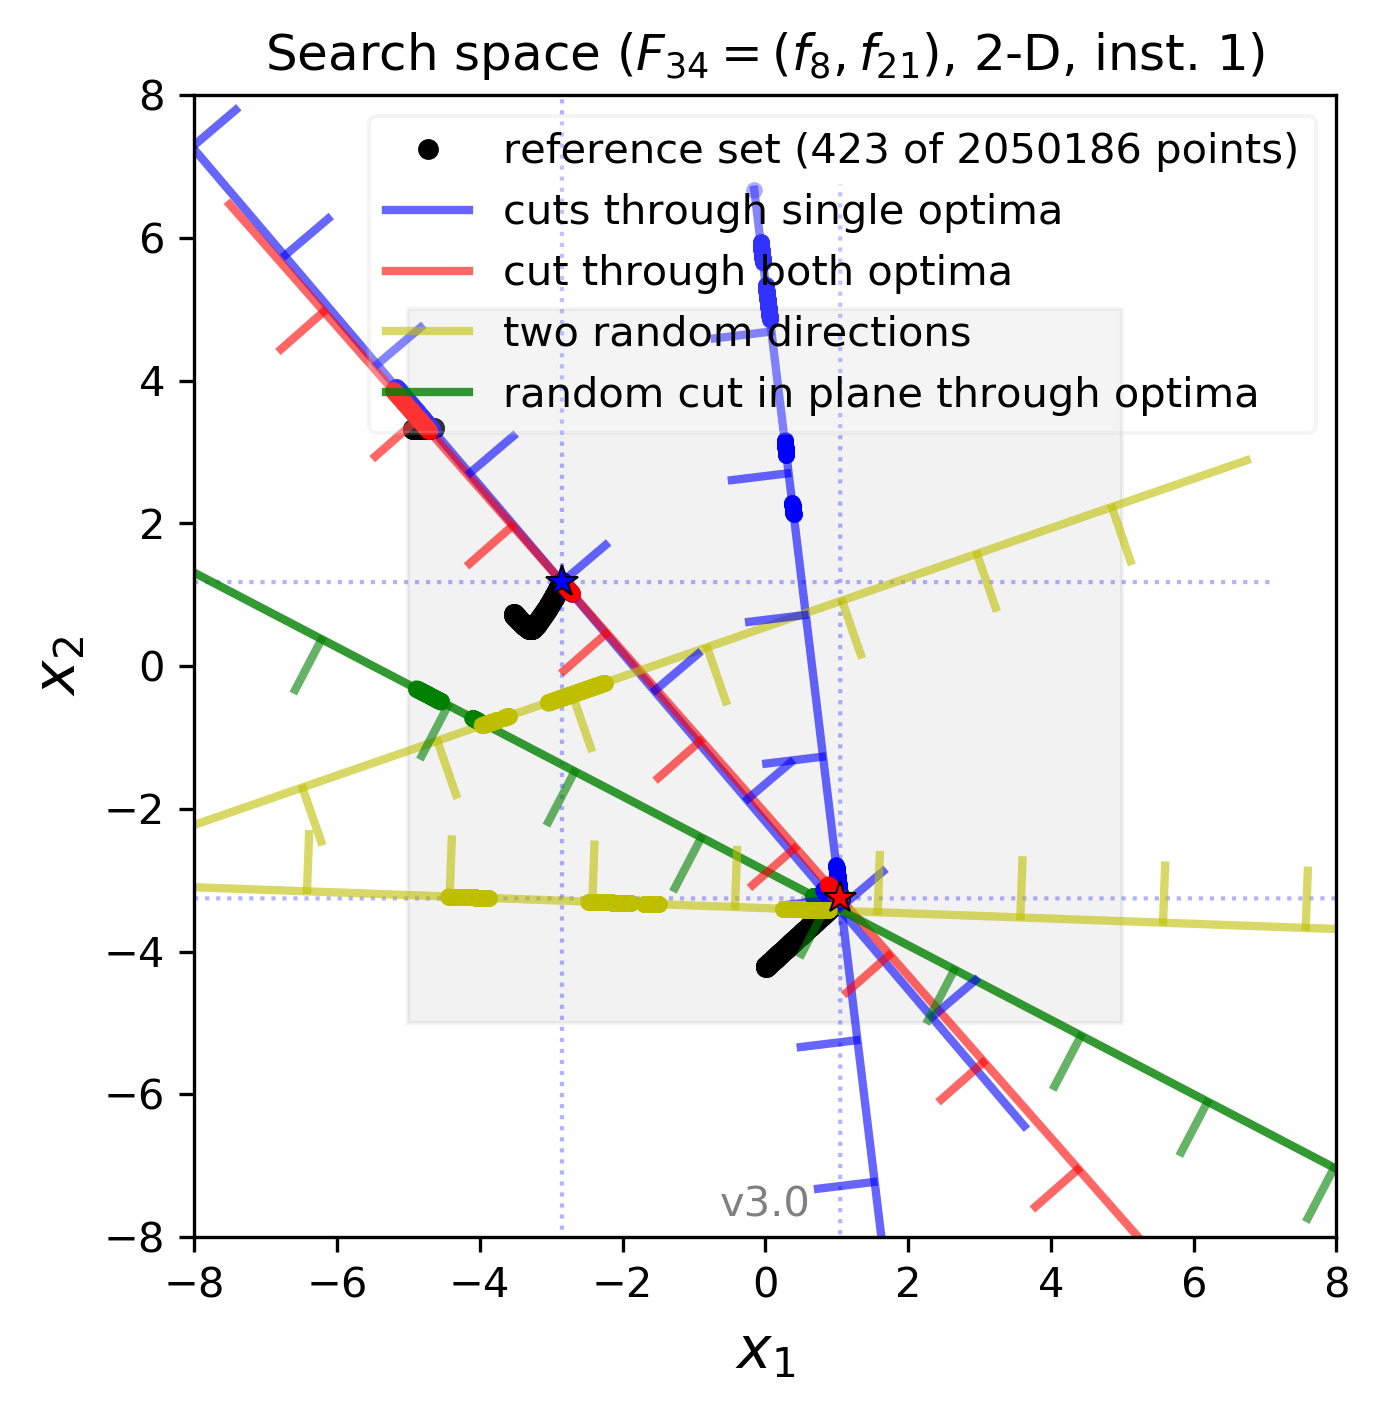 Search space (F34 = (f8, f21), 2-D, inst. 1)
reference set (423 of 2050186 points)
cuts through single optima
cut through both optima
two random directions
random cut in plane through optima
8
6
4
2
0
−2
−4
−6
−8
x2
v3.0
−8 −6 −4 −2 0 2 4 6 8
x1